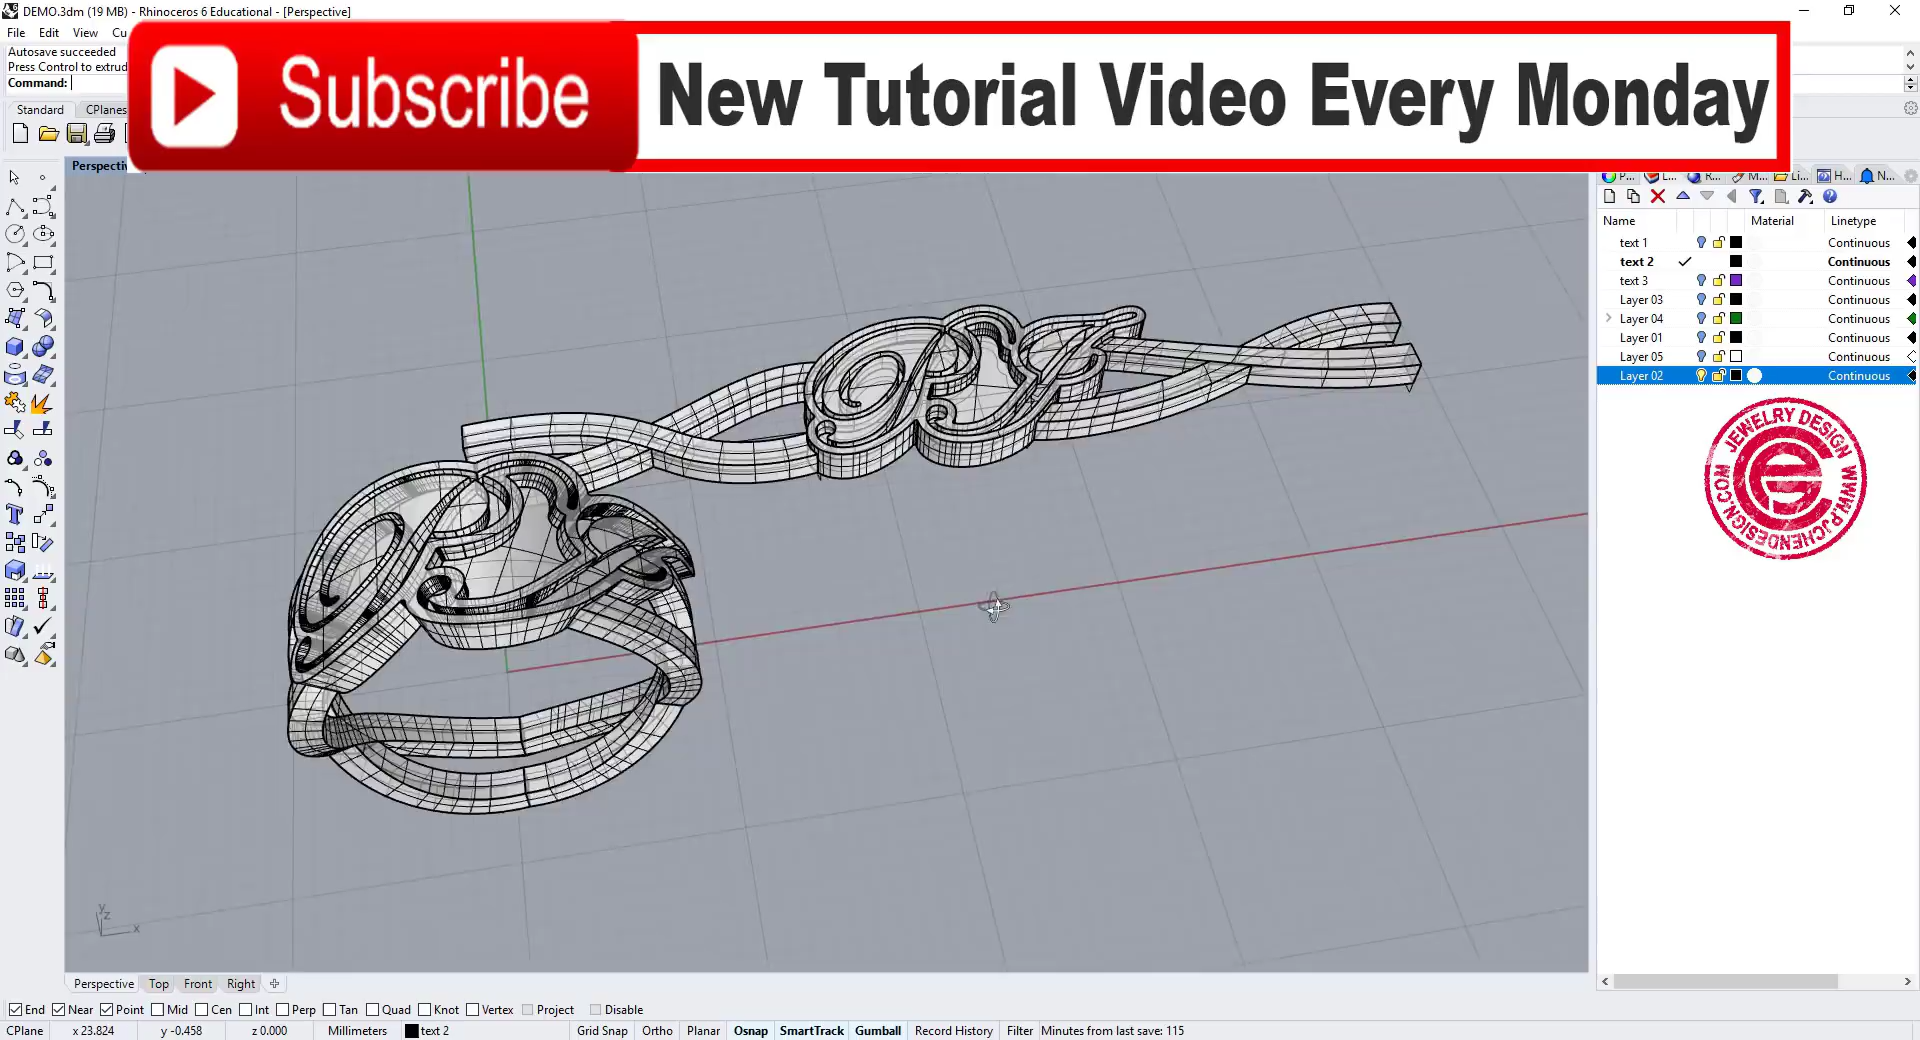 DEMO.3dm (19 MB) - Rhinoceros 6 Educational - [Perspective]
File Edit View Cu
Autosave succeeded
Press Control to extrud
Command:
Subscribe
New Tutorial Video Every Monday
Standard CPlanes
Perspectiv
P... L... R... M... Li... H... N...
Name Material Linetype
text 1 Continuous
text 2 Continuous
text 3 Continuous
Layer 03 Continuous
Layer 04 Continuous
Layer 01 Continuous
Layer 05 Continuous
Layer 02 Continuous
JEWELRY DESIGN
WWW.PJCHENDESIGN.COM
y
z
x
Perspective Top Front Right
End Near Point Mid Cen Int Perp Tan Quad Knot Vertex Project Disable
CPlane x 23.824 y -0.458 z 0.000 Millimeters text 2 Grid Snap Ortho Planar Osnap SmartTrack Gumball Record History Filter Minutes from last save: 115